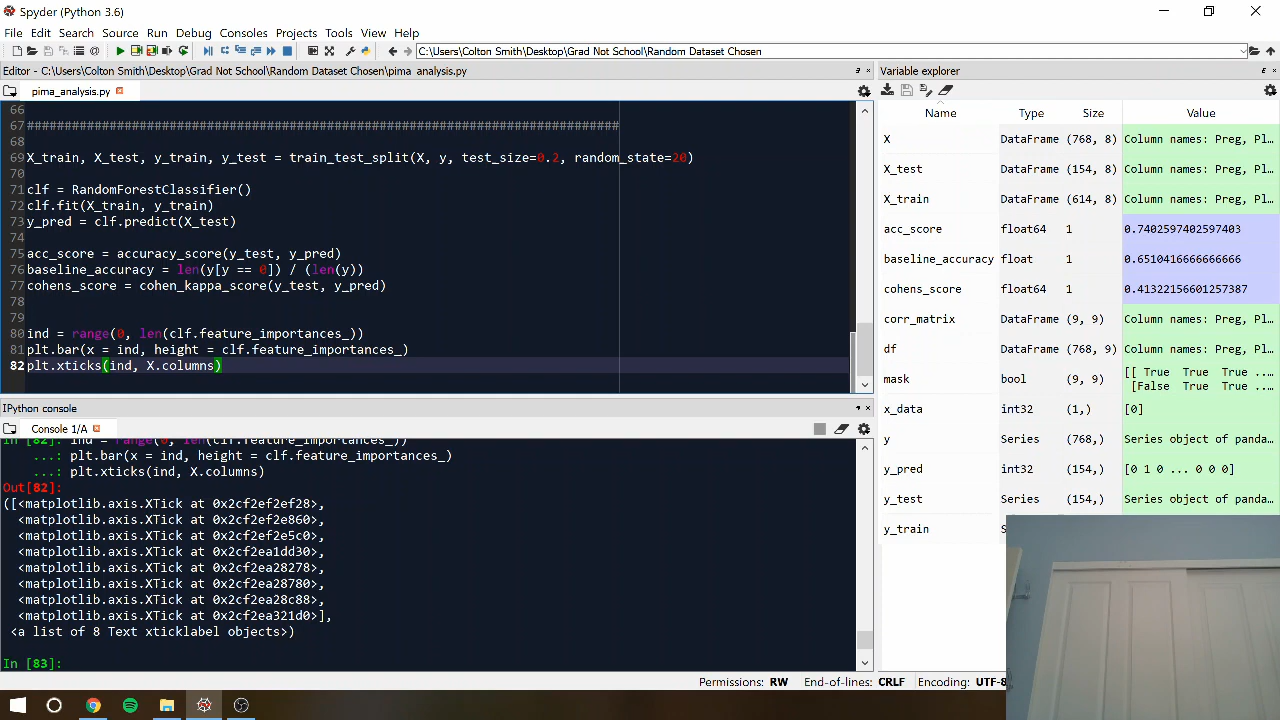 Spyder (Python 3.6)
File Edit Search Source Run Debug Consoles Projects Tools View Help
C:\Users\Colton Smith\Desktop\Grad Not School\Random Dataset Chosen
Editor - C:\Users\Colton Smith\Desktop\Grad Not School\Random Dataset Chosen\pima_analysis.py
pima_analysis.py
66
67 ###############################################################################
68
69 X_train, X_test, y_train, y_test = train_test_split(X, y, test_size=0.2, random_state=20)
70
71 clf = RandomForestClassifier()
72 clf.fit(X_train, y_train)
73 y_pred = clf.predict(X_test)
74
75 acc_score = accuracy_score(y_test, y_pred)
76 baseline_accuracy = len(y[y == 0]) / (len(y))
77 cohens_score = cohen_kappa_score(y_test, y_pred)
78
79
80 ind = range(0, len(clf.feature_importances_))
81 plt.bar(x = ind, height = clf.feature_importances_)
82 plt.xticks(ind, X.columns)
IPython console
Console 1/A
In [82]: ind = range(0, len(clf.feature_importances_))
...: plt.bar(x = ind, height = clf.feature_importances_)
...: plt.xticks(ind, X.columns)
Out[82]:
([<matplotlib.axis.XTick at 0x2cf2ef2ef28>,
<matplotlib.axis.XTick at 0x2cf2ef2e860>,
<matplotlib.axis.XTick at 0x2cf2ef2e5c0>,
<matplotlib.axis.XTick at 0x2cf2ea1dd30>,
<matplotlib.axis.XTick at 0x2cf2ea28278>,
<matplotlib.axis.XTick at 0x2cf2ea28780>,
<matplotlib.axis.XTick at 0x2cf2ea28c88>,
<matplotlib.axis.XTick at 0x2cf2ea321d0>],
<a list of 8 Text xticklabel objects>)
In [83]:
Variable explorer
Name Type Size Value
X DataFrame (768, 8) Column names: Preg, Pl…
X_test DataFrame (154, 8) Column names: Preg, Pl…
X_train DataFrame (614, 8) Column names: Preg, Pl…
acc_score float64 1 0.7402597402597403
baseline_accuracy float 1 0.6510416666666666
cohens_score float64 1 0.41322156601257387
corr_matrix DataFrame (9, 9) Column names: Preg, Pl…
df DataFrame (768, 9) Column names: Preg, Pl…
mask bool (9, 9) [[ True True True ...
[False True True ...
x_data int32 (1,) [0]
y Series (768,) Series object of panda…
y_pred int32 (154,) [0 1 0 ... 0 0 0]
y_test Series (154,) Series object of panda…
y_train S
Permissions: RW End-of-lines: CRLF Encoding: UTF-8